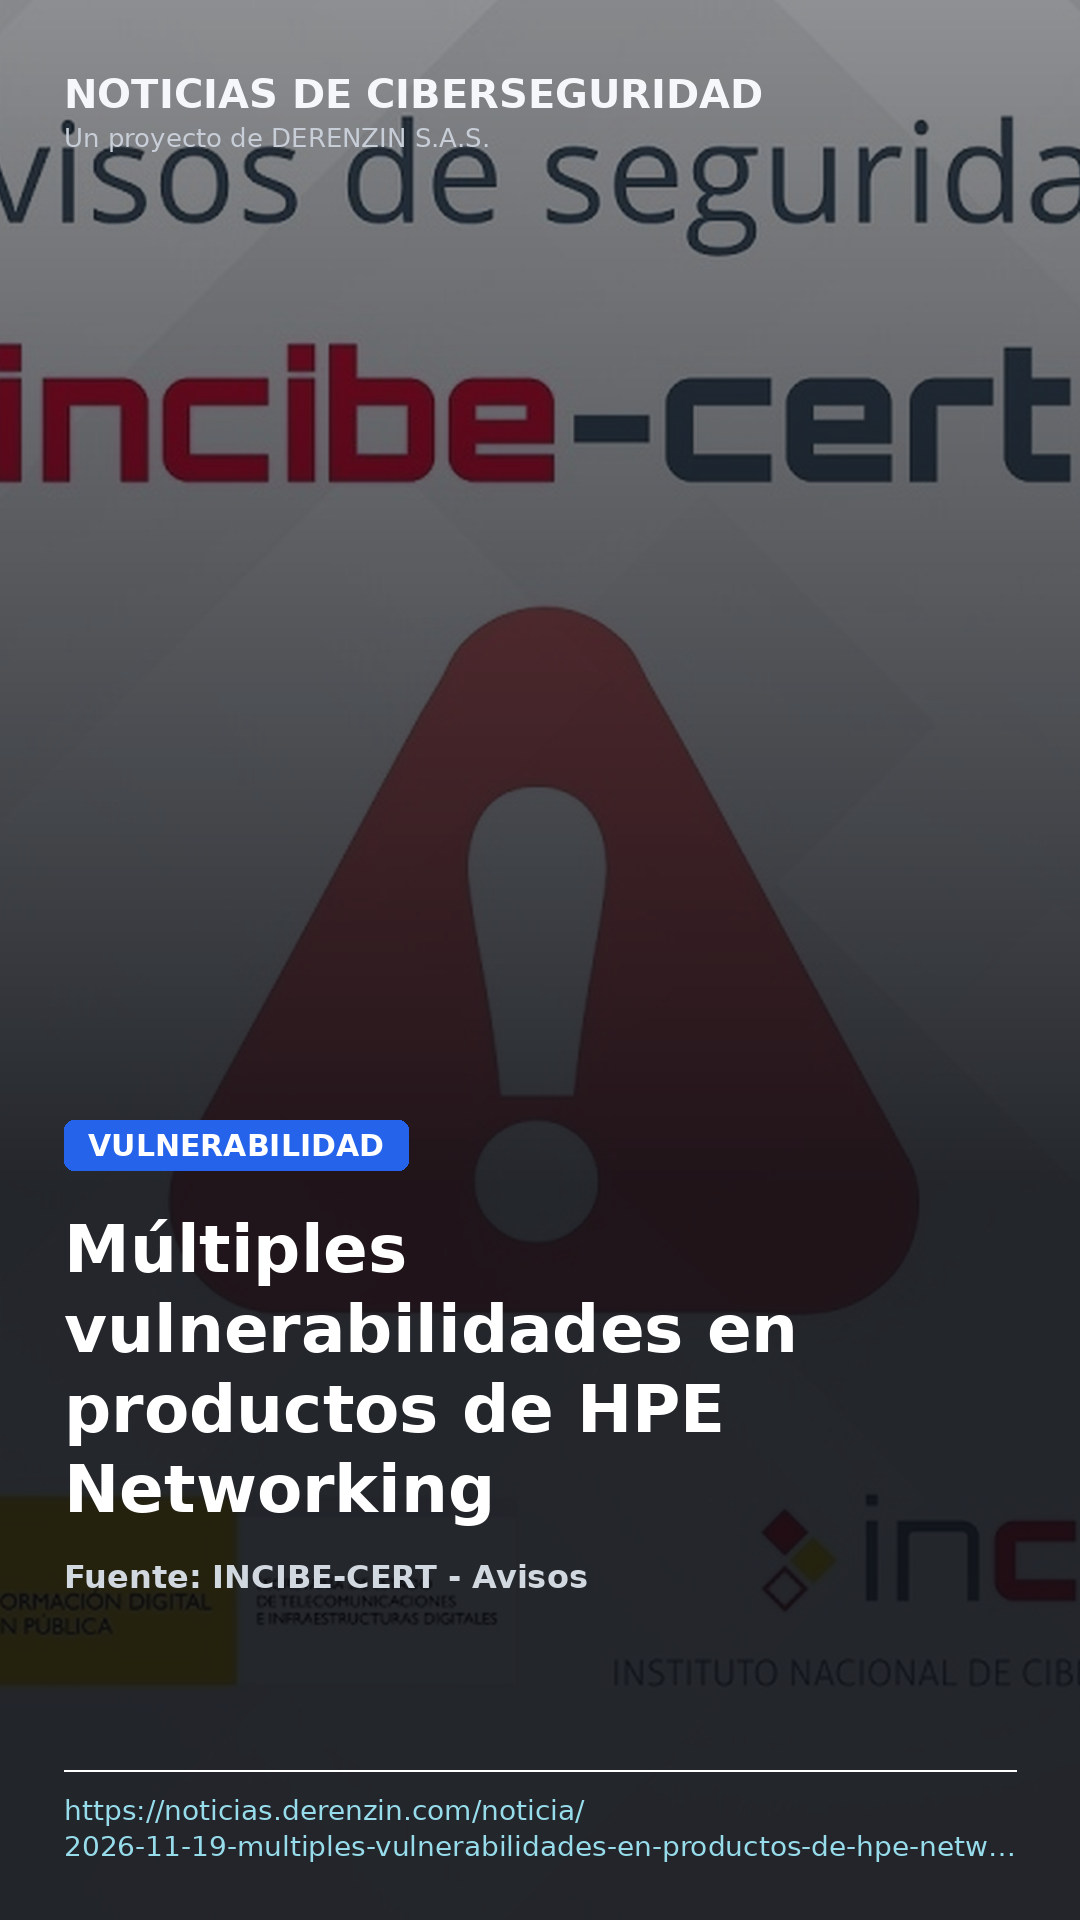 NOTICIAS DE CIBERSEGURIDAD
Un proyecto de DERENZIN S.A.S.
visos de segurida
incibe-cert
VULNERABILIDAD
Múltiples
vulnerabilidades en
productos de HPE
Networking
Fuente: INCIBE-CERT - Avisos
ORMACIÓN DIGITAL
N PÚBLICA
DE TELECOMUNICACIONES
E INFRAESTRUCTURAS DIGITALES
inc
INSTITUTO NACIONAL DE CIB
https://noticias.derenzin.com/noticia/
2026-11-19-multiples-vulnerabilidades-en-productos-de-hpe-netw…